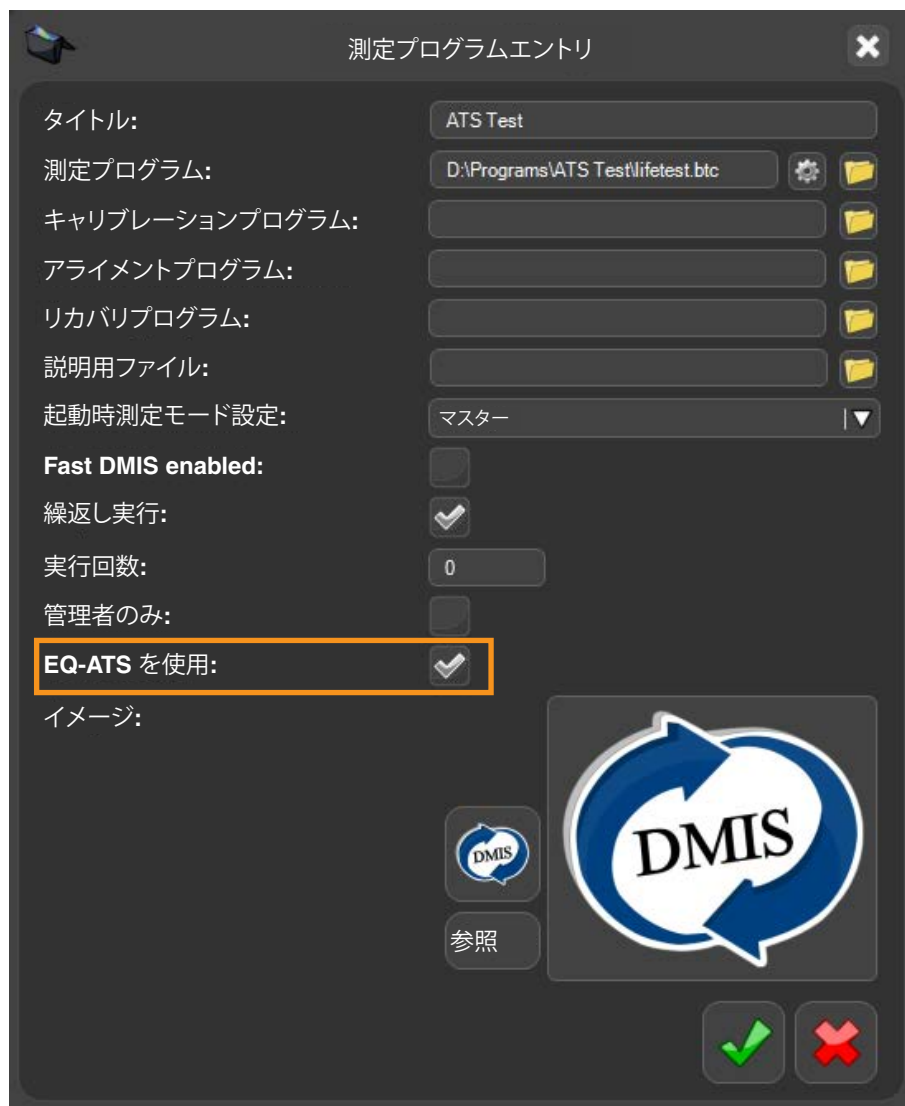 測定プログラムエントリ
タイトル: ATS Test
測定プログラム: D:\Programs\ATS Test\lifetest.btc
キャリブレーションプログラム:
アライメントプログラム:
リカバリプログラム:
説明用ファイル:
起動時測定モード設定: マスター
Fast DMIS enabled:
繰返し実行:
実行回数: 0
管理者のみ:
EQ-ATS を使用:
イメージ:
DMIS
DMIS
参照